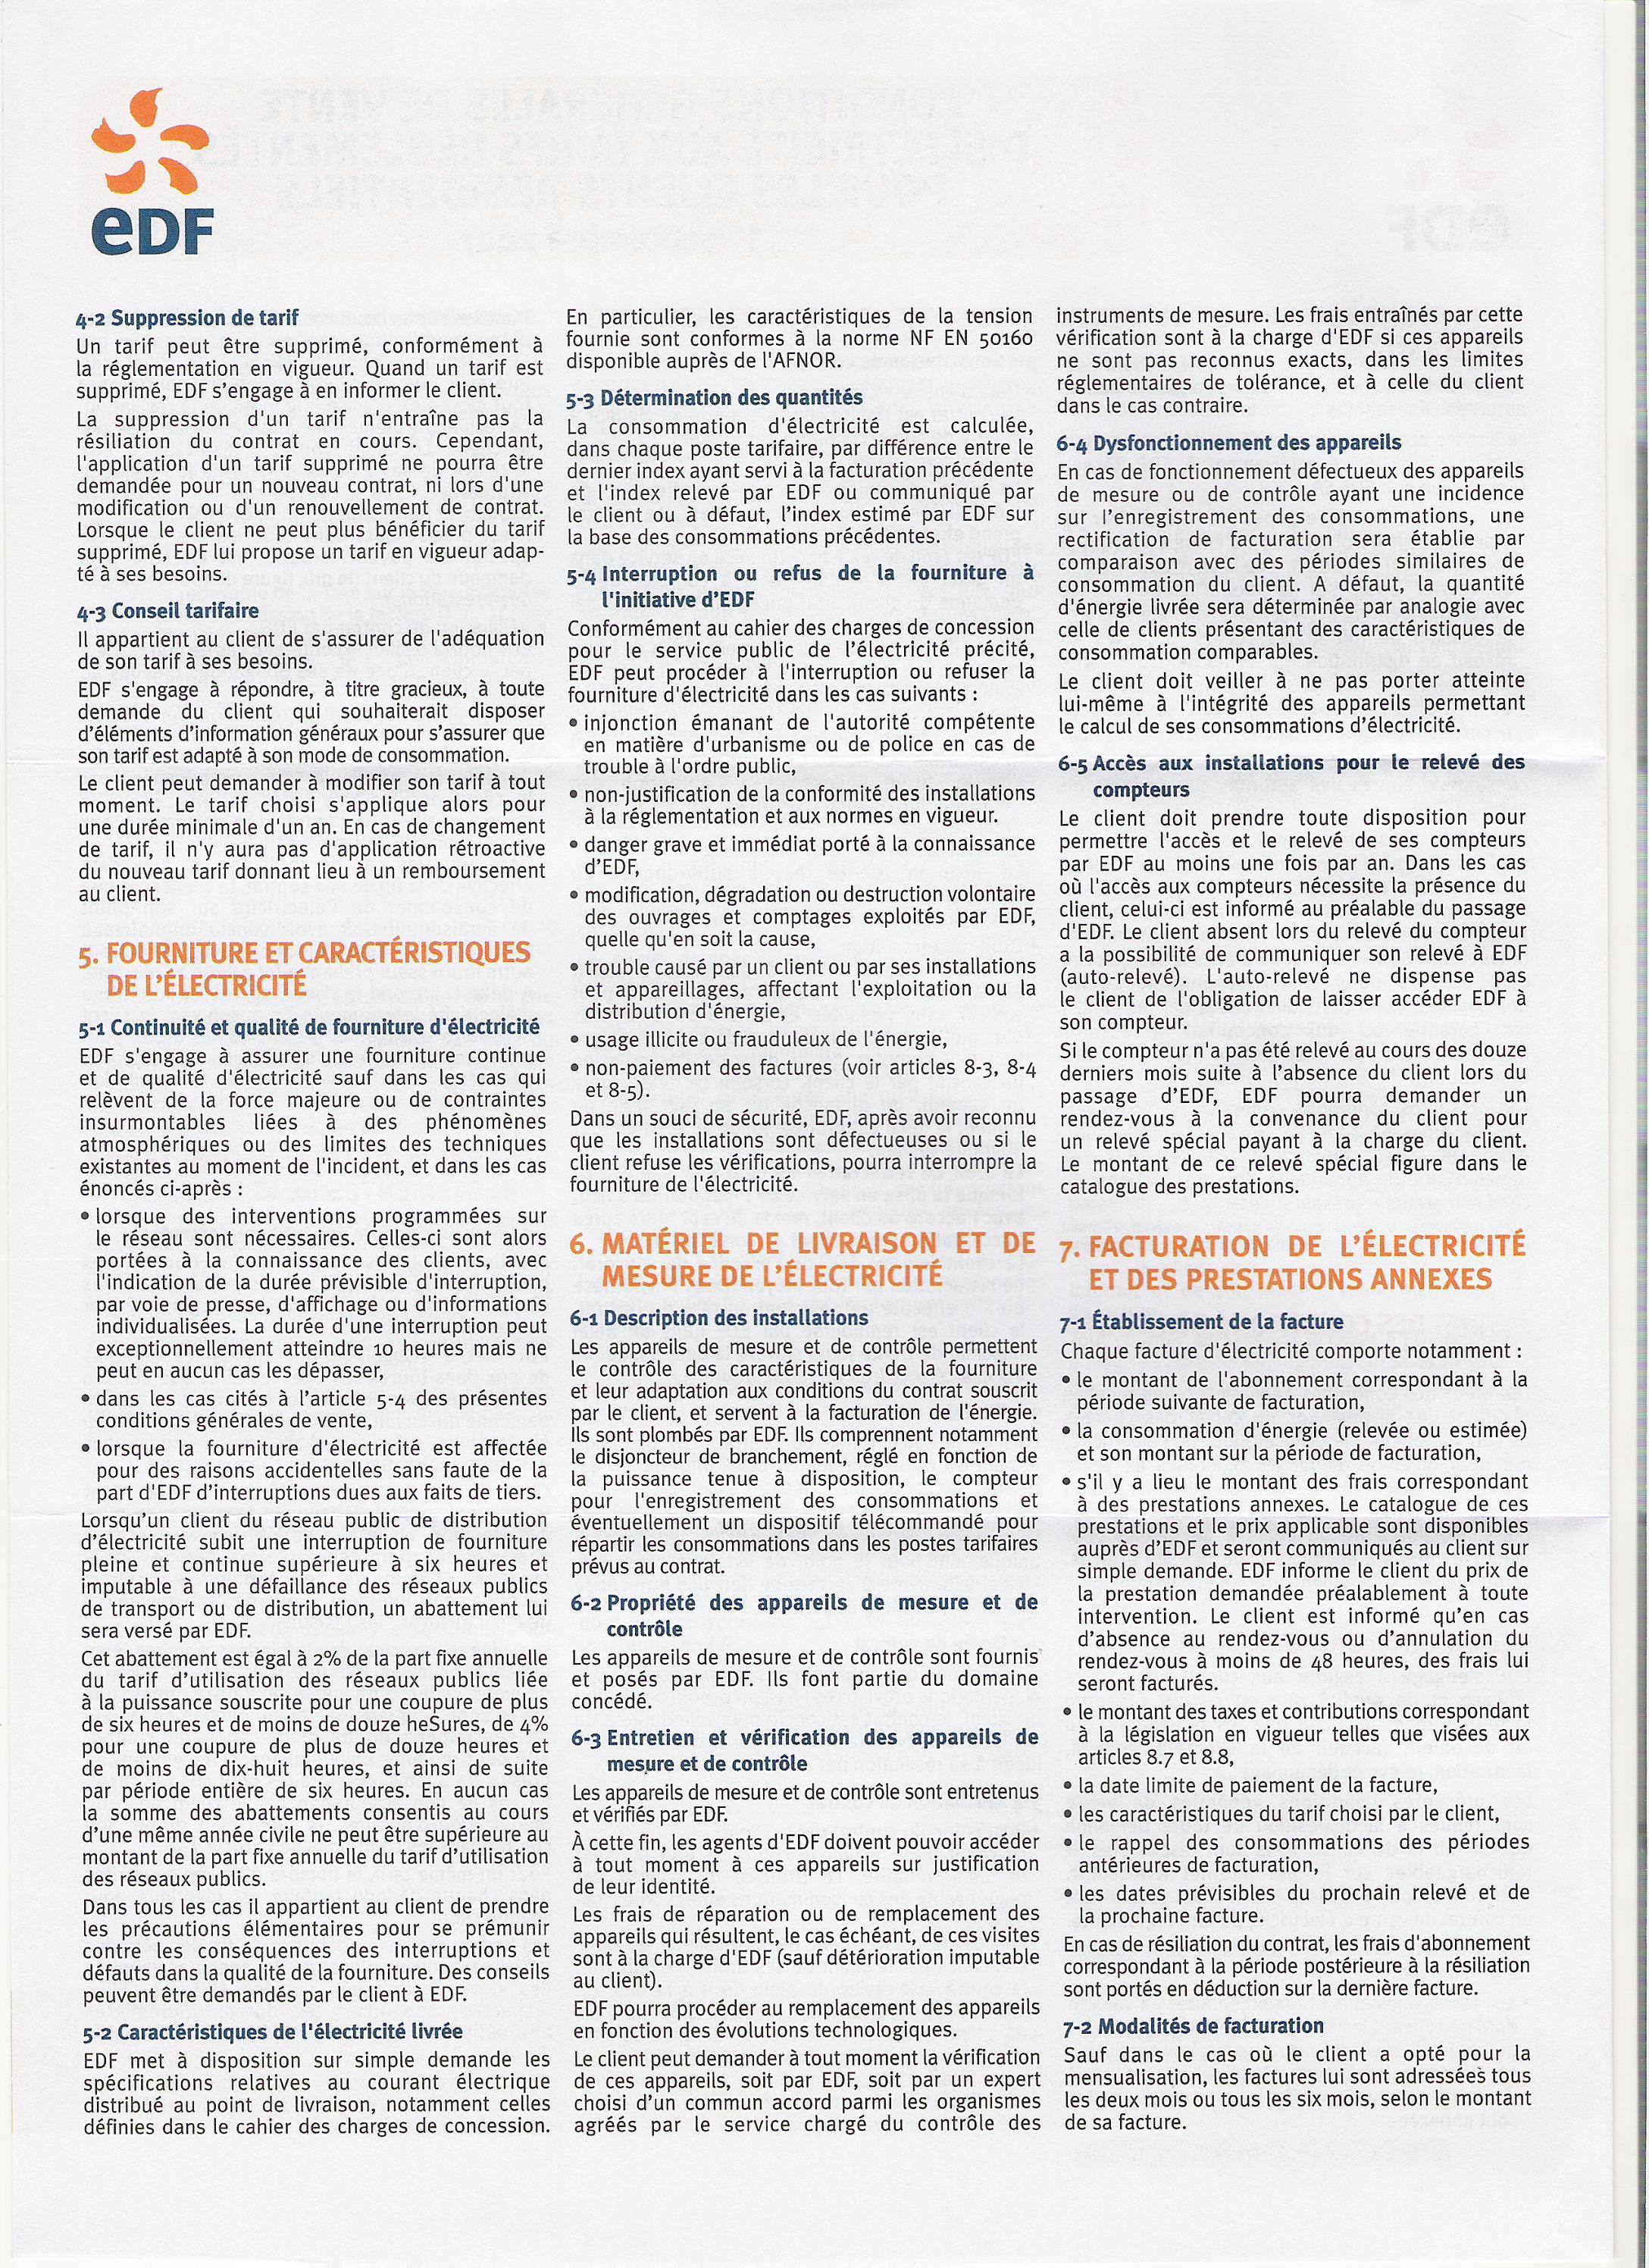 eDF
4-2 Suppression de tarif
Un tarif peut être supprimé, conformément à
la réglementation en vigueur. Quand un tarif est
supprimé, EDF s'engage à en informer le client.
La suppression d'un tarif n'entraîne pas la
résiliation du contrat en cours. Cependant,
l'application d'un tarif supprimé ne pourra être
demandée pour un nouveau contrat, ni lors d'une
modification ou d'un renouvellement de contrat.
Lorsque le client ne peut plus bénéficier du tarif
supprimé, EDF lui propose un tarif en vigueur adap-
té à ses besoins.
4-3 Conseil tarifaire
Il appartient au client de s'assurer de l'adéquation
de son tarif à ses besoins.
EDF s'engage à répondre, à titre gracieux, à toute
demande du client qui souhaiterait disposer
d'éléments d'information généraux pour s'assurer que
son tarif est adapté à son mode de consommation.
Le client peut demander à modifier son tarif à tout
moment. Le tarif choisi s'applique alors pour
une durée minimale d'un an. En cas de changement
de tarif, il n'y aura pas d'application rétroactive
du nouveau tarif donnant lieu à un remboursement
au client.
5. FOURNITURE ET CARACTÉRISTIQUES
DE L'ÉLECTRICITÉ
5-1 Continuité et qualité de fourniture d'électricité
EDF s'engage à assurer une fourniture continue
et de qualité d'électricité sauf dans les cas qui
relèvent de la force majeure ou de contraintes
insurmontables liées à des phénomènes
atmosphériques ou des limites des techniques
existantes au moment de l'incident, et dans les cas
énoncés ci-après :
• lorsque des interventions programmées sur
le réseau sont nécessaires. Celles-ci sont alors
portées à la connaissance des clients, avec
l'indication de la durée prévisible d'interruption,
par voie de presse, d'affichage ou d'informations
individualisées. La durée d'une interruption peut
exceptionnellement atteindre 10 heures mais ne
peut en aucun cas les dépasser,
• dans les cas cités à l'article 5-4 des présentes
conditions générales de vente,
• lorsque la fourniture d'électricité est affectée
pour des raisons accidentelles sans faute de la
part d'EDF d'interruptions dues aux faits de tiers.
Lorsqu'un client du réseau public de distribution
d'électricité subit une interruption de fourniture
pleine et continue supérieure à six heures et
imputable à une défaillance des réseaux publics
de transport ou de distribution, un abattement lui
sera versé par EDF.
Cet abattement est égal à 2% de la part fixe annuelle
du tarif d'utilisation des réseaux publics liée
à la puissance souscrite pour une coupure de plus
de six heures et de moins de douze heSures, de 4%
pour une coupure de plus de douze heures et
de moins de dix-huit heures, et ainsi de suite
par période entière de six heures. En aucun cas
la somme des abattements consentis au cours
d'une même année civile ne peut être supérieure au
montant de la part fixe annuelle du tarif d'utilisation
des réseaux publics.
Dans tous les cas il appartient au client de prendre
les précautions élémentaires pour se prémunir
contre les conséquences des interruptions et
défauts dans la qualité de la fourniture. Des conseils
peuvent être demandés par le client à EDF.
5-2 Caractéristiques de l'électricité livrée
EDF met à disposition sur simple demande les
spécifications relatives au courant électrique
distribué au point de livraison, notamment celles
définies dans le cahier des charges de concession.
En particulier, les caractéristiques de la tension
fournie sont conformes à la norme NF EN 50160
disponible auprès de l'AFNOR.
5-3 Détermination des quantités
La consommation d'électricité est calculée,
dans chaque poste tarifaire, par différence entre le
dernier index ayant servi à la facturation précédente
et l'index relevé par EDF ou communiqué par
le client ou à défaut, l'index estimé par EDF sur
la base des consommations précédentes.
5-4 Interruption ou refus de la fourniture à
l'initiative d'EDF
Conformément au cahier des charges de concession
pour le service public de l'électricité précité,
EDF peut procéder à l'interruption ou refuser la
fourniture d'électricité dans les cas suivants :
• injonction émanant de l'autorité compétente
en matière d'urbanisme ou de police en cas de
trouble à l'ordre public,
• non-justification de la conformité des installations
à la réglementation et aux normes en vigueur.
• danger grave et immédiat porté à la connaissance
d'EDF,
• modification, dégradation ou destruction volontaire
des ouvrages et comptages exploités par EDF,
quelle qu'en soit la cause,
• trouble causé par un client ou par ses installations
et appareillages, affectant l'exploitation ou la
distribution d'énergie,
• usage illicite ou frauduleux de l'énergie,
• non-paiement des factures (voir articles 8-3, 8-4
et 8-5).
Dans un souci de sécurité, EDF, après avoir reconnu
que les installations sont défectueuses ou si le
client refuse les vérifications, pourra interrompre la
fourniture de l'électricité.
6. MATÉRIEL DE LIVRAISON ET DE
MESURE DE L'ÉLECTRICITÉ
6-1 Description des installations
Les appareils de mesure et de contrôle permettent
le contrôle des caractéristiques de la fourniture
et leur adaptation aux conditions du contrat souscrit
par le client, et servent à la facturation de l'énergie.
Ils sont plombés par EDF. Ils comprennent notamment
le disjoncteur de branchement, réglé en fonction de
la puissance tenue à disposition, le compteur
pour l'enregistrement des consommations et
éventuellement un dispositif télécommandé pour
répartir les consommations dans les postes tarifaires
prévus au contrat.
6-2 Propriété des appareils de mesure et de
contrôle
Les appareils de mesure et de contrôle sont fournis
et posés par EDF. Ils font partie du domaine
concédé.
6-3 Entretien et vérification des appareils de
mesure et de contrôle
Les appareils de mesure et de contrôle sont entretenus
et vérifiés par EDF.
À cette fin, les agents d'EDF doivent pouvoir accéder
à tout moment à ces appareils sur justification
de leur identité.
Les frais de réparation ou de remplacement des
appareils qui résultent, le cas échéant, de ces visites
sont à la charge d'EDF (sauf détérioration imputable
au client).
EDF pourra procéder au remplacement des appareils
en fonction des évolutions technologiques.
Le client peut demander à tout moment la vérification
de ces appareils, soit par EDF, soit par un expert
choisi d'un commun accord parmi les organismes
agréés par le service chargé du contrôle des
instruments de mesure. Les frais entraînés par cette
vérification sont à la charge d'EDF si ces appareils
ne sont pas reconnus exacts, dans les limites
réglementaires de tolérance, et à celle du client
dans le cas contraire.
6-4 Dysfonctionnement des appareils
En cas de fonctionnement défectueux des appareils
de mesure ou de contrôle ayant une incidence
sur l'enregistrement des consommations, une
rectification de facturation sera établie par
comparaison avec des périodes similaires de
consommation du client. A défaut, la quantité
d'énergie livrée sera déterminée par analogie avec
celle de clients présentant des caractéristiques de
consommation comparables.
Le client doit veiller à ne pas porter atteinte
lui-même à l'intégrité des appareils permettant
le calcul de ses consommations d'électricité.
6-5 Accès aux installations pour le relevé des
compteurs
Le client doit prendre toute disposition pour
permettre l'accès et le relevé de ses compteurs
par EDF au moins une fois par an. Dans les cas
où l'accès aux compteurs nécessite la présence du
client, celui-ci est informé au préalable du passage
d'EDF. Le client absent lors du relevé du compteur
a la possibilité de communiquer son relevé à EDF
(auto-relevé). L'auto-relevé ne dispense pas
le client de l'obligation de laisser accéder EDF à
son compteur.
Si le compteur n'a pas été relevé au cours des douze
derniers mois suite à l'absence du client lors du
passage d'EDF, EDF pourra demander un
rendez-vous à la convenance du client pour
un relevé spécial payant à la charge du client.
Le montant de ce relevé spécial figure dans le
catalogue des prestations.
7. FACTURATION DE L'ÉLECTRICITÉ
ET DES PRESTATIONS ANNEXES
7-1 Établissement de la facture
Chaque facture d'électricité comporte notamment :
• le montant de l'abonnement correspondant à la
période suivante de facturation,
• la consommation d'énergie (relevée ou estimée)
et son montant sur la période de facturation,
• s'il y a lieu le montant des frais correspondant
à des prestations annexes. Le catalogue de ces
prestations et le prix applicable sont disponibles
auprès d'EDF et seront communiqués au client sur
simple demande. EDF informe le client du prix de
la prestation demandée préalablement à toute
intervention. Le client est informé qu'en cas
d'absence au rendez-vous ou d'annulation du
rendez-vous à moins de 48 heures, des frais lui
seront facturés.
• le montant des taxes et contributions correspondant
à la législation en vigueur telles que visées aux
articles 8.7 et 8.8,
• la date limite de paiement de la facture,
• les caractéristiques du tarif choisi par le client,
• le rappel des consommations des périodes
antérieures de facturation,
• les dates prévisibles du prochain relevé et de
la prochaine facture.
En cas de résiliation du contrat, les frais d'abonnement
correspondant à la période postérieure à la résiliation
sont portés en déduction sur la dernière facture.
7-2 Modalités de facturation
Sauf dans le cas où le client a opté pour la
mensualisation, les factures lui sont adressées tous
les deux mois ou tous les six mois, selon le montant
de sa facture.